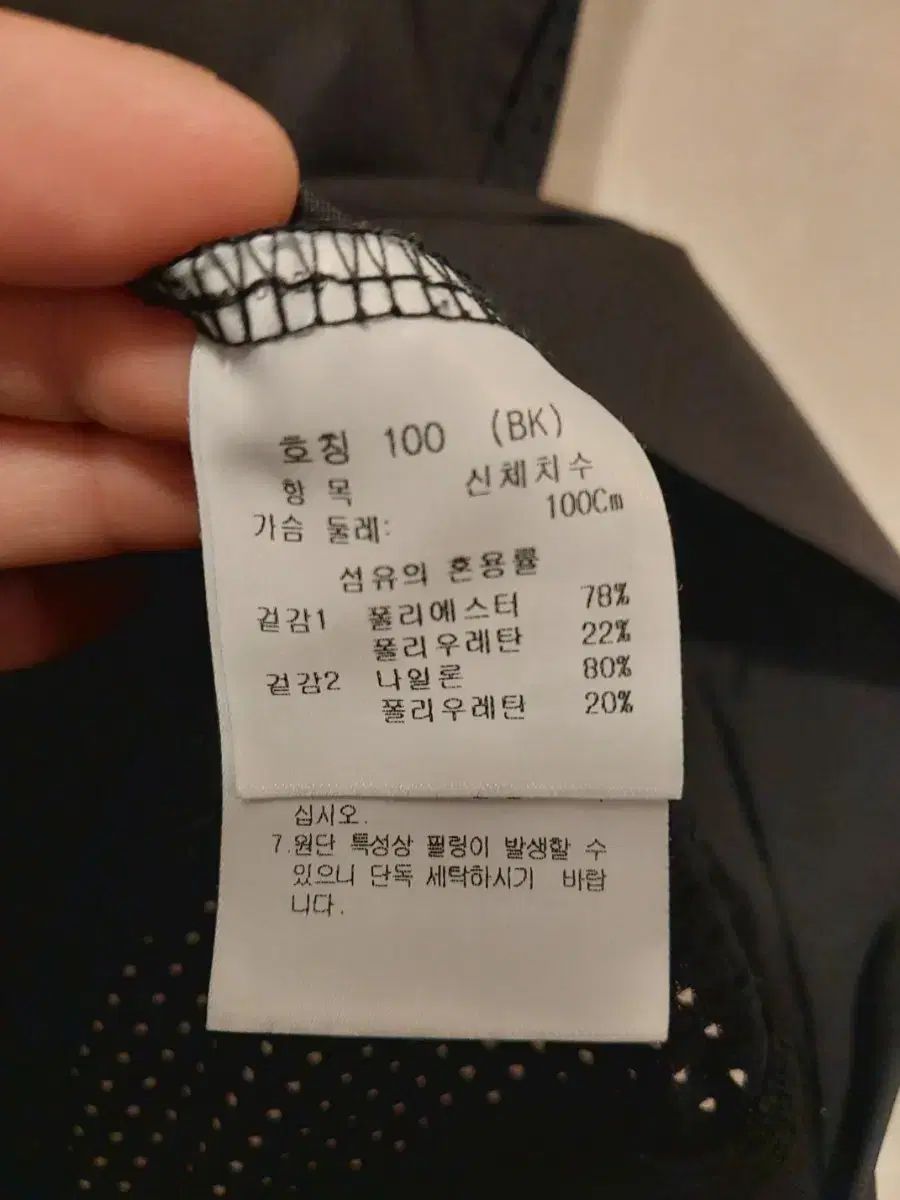 호칭 100 (BK)
항 목 신체치수
가슴 둘레: 100Cm
섬유의 혼용률
겉감1 폴리에스터 78%
폴리우레탄 22%
겉감2 나일론 80%
폴리우레탄 20%
십시오.
7.원단 특성상 필링이 발생할 수
있으니 단독 세탁하시기 바랍
니다.